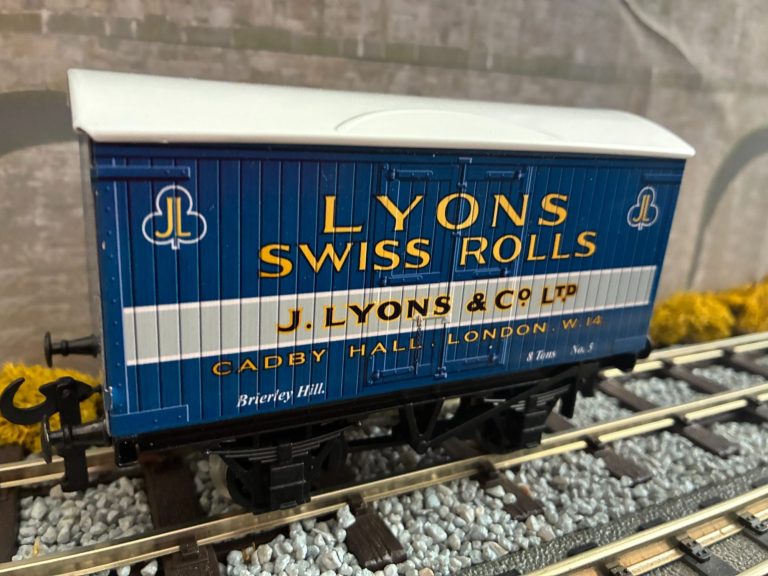 JL
JL
LYONS
SWISS ROLLS
J. LYONS & Co LTD
CADBY HALL. LONDON. W.14
8 Tons No. 5
Brierley Hill.